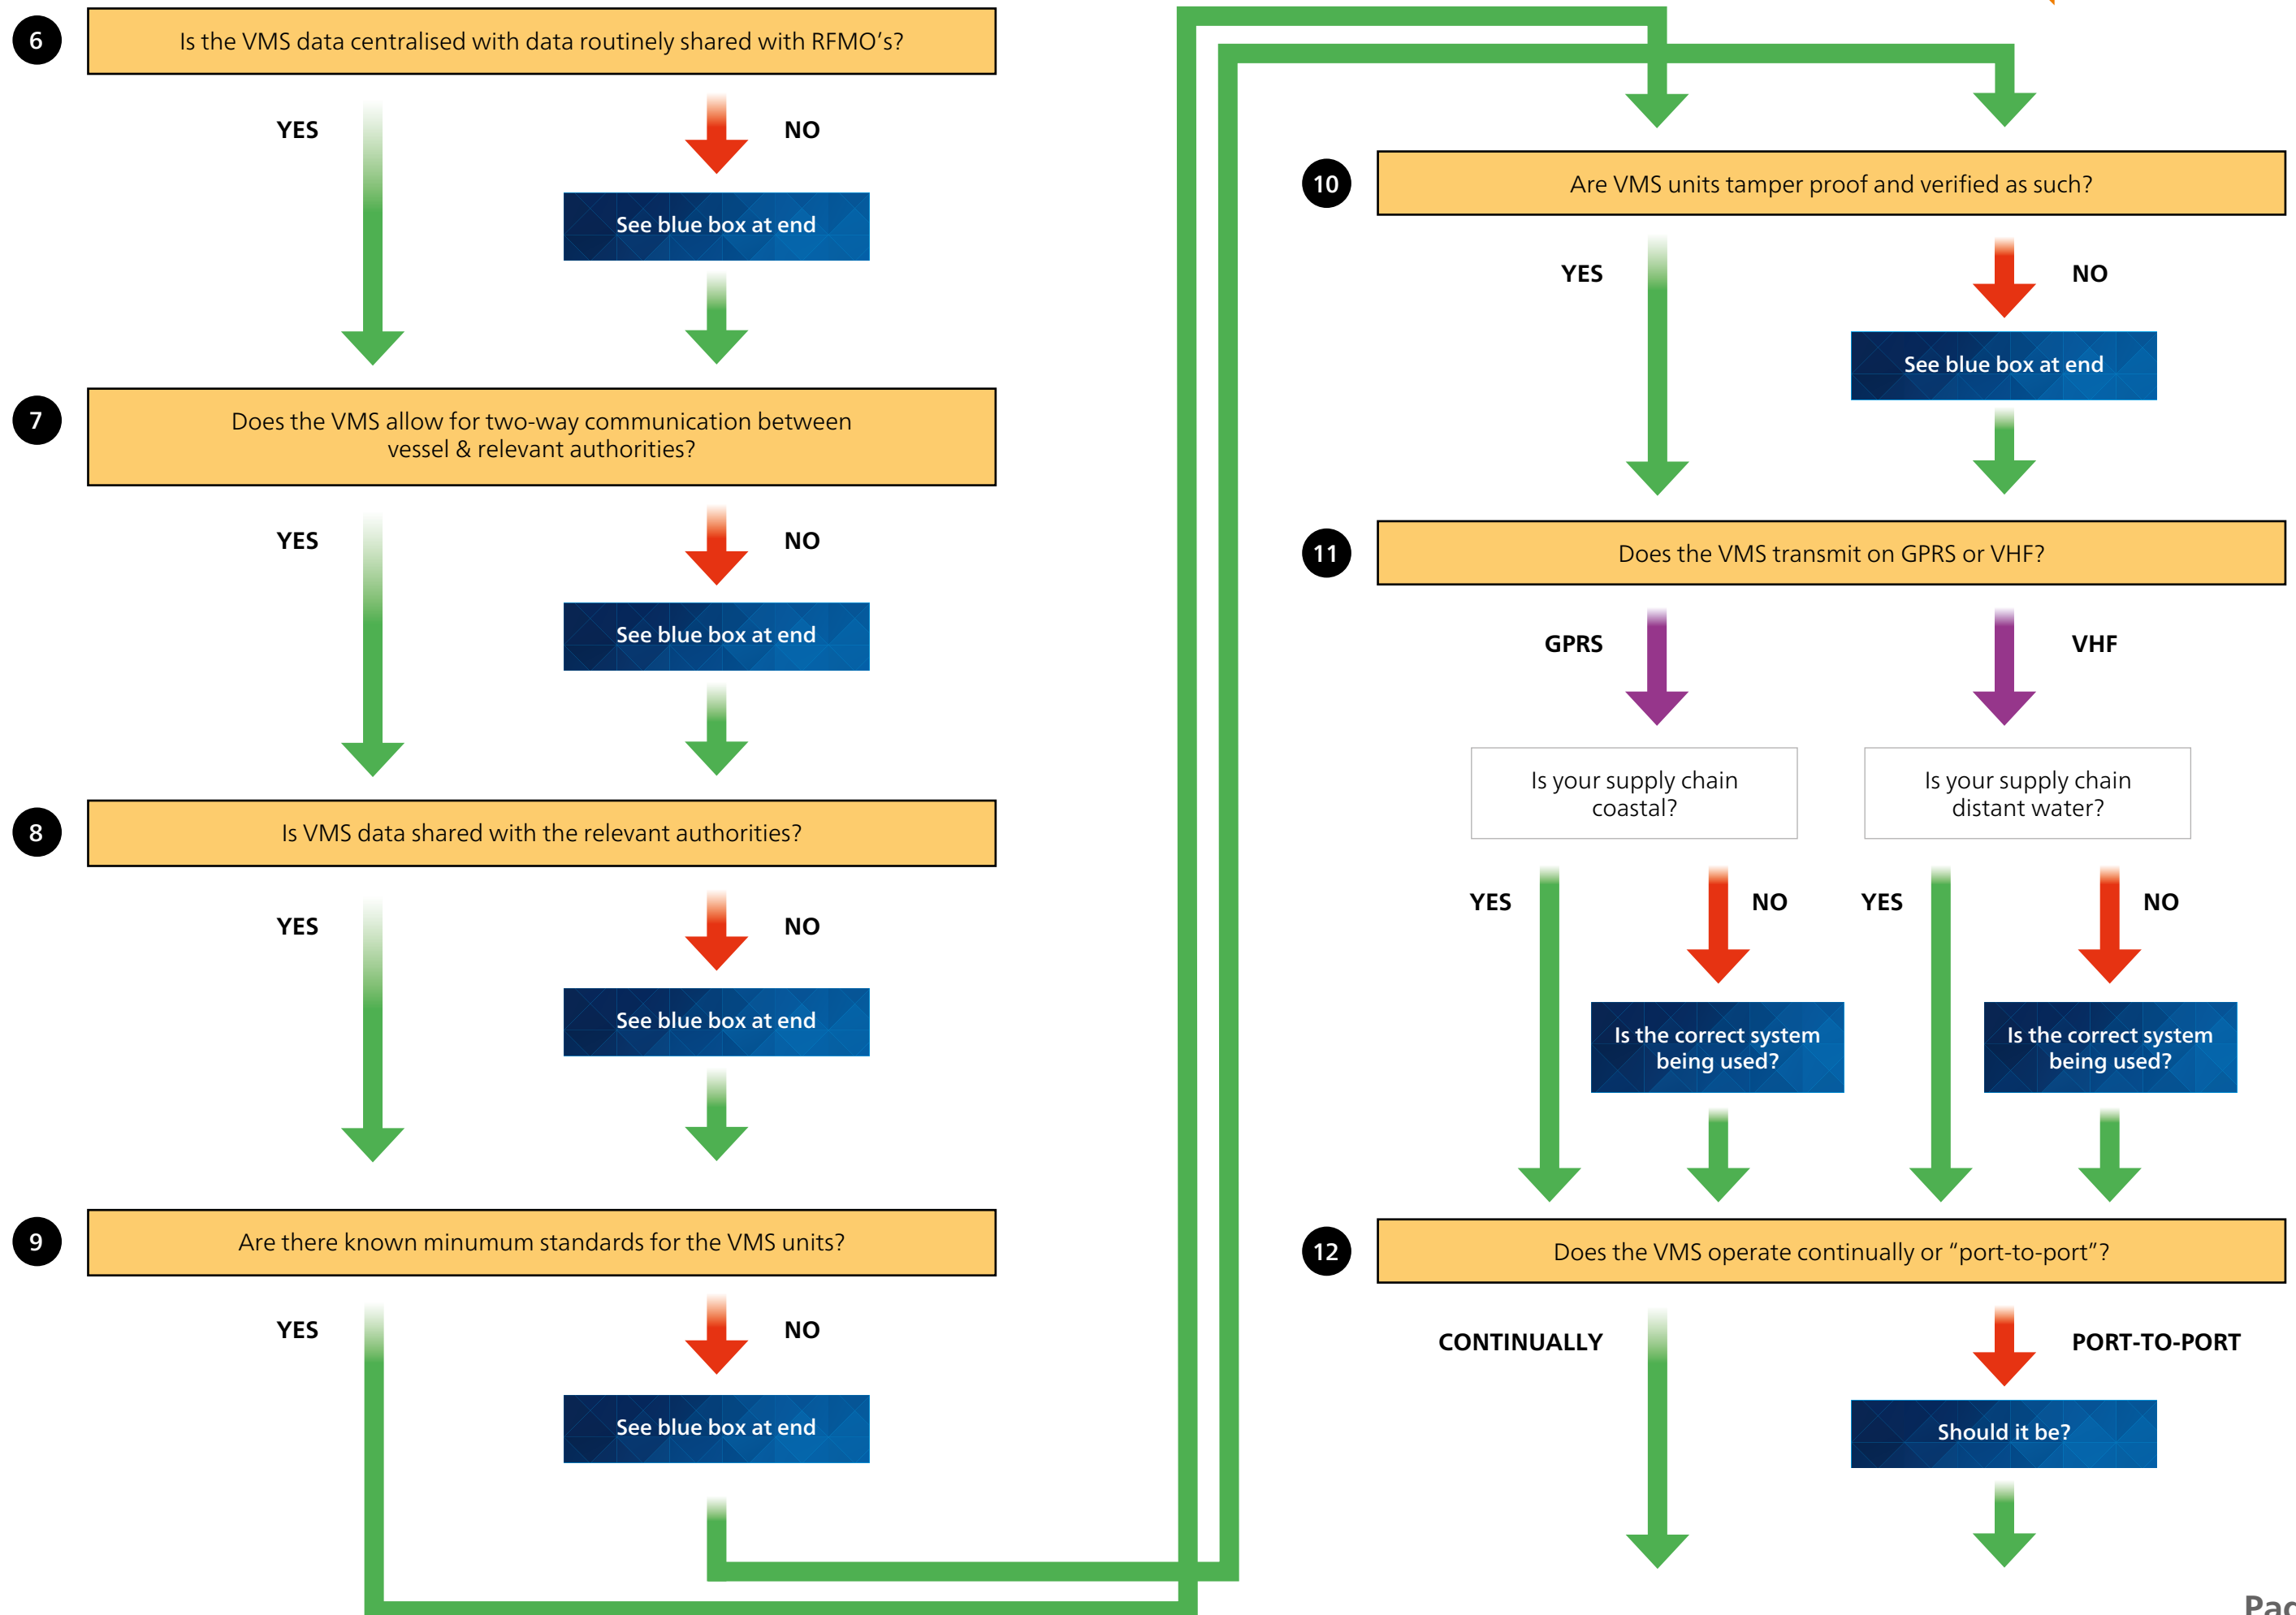 6
Is the VMS data centralised with data routinely shared with RFMO's?
YES
NO
See blue box at end
7
Does the VMS allow for two-way communication between
vessel & relevant authorities?
YES
NO
See blue box at end
8
Is VMS data shared with the relevant authorities?
YES
NO
See blue box at end
9
Are there known minumum standards for the VMS units?
YES
NO
See blue box at end
10
Are VMS units tamper proof and verified as such?
YES
NO
See blue box at end
11
Does the VMS transmit on GPRS or VHF?
GPRS
VHF
Is your supply chain
coastal?
Is your supply chain
distant water?
YES
NO
YES
NO
Is the correct system
being used?
Is the correct system
being used?
12
Does the VMS operate continually or “port-to-port”?
CONTINUALLY
PORT-TO-PORT
Should it be?